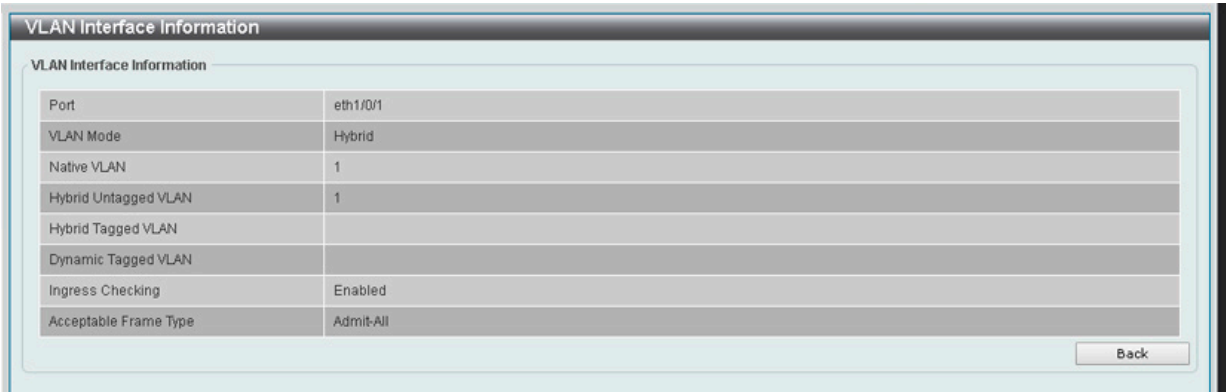 VLAN Interface Information
VLAN Interface Information
Port eth1/0/1
VLAN Mode Hybrid
Native VLAN 1
Hybrid Untagged VLAN 1
Hybrid Tagged VLAN
Dynamic Tagged VLAN
Ingress Checking Enabled
Acceptable Frame Type Admit-All
Back